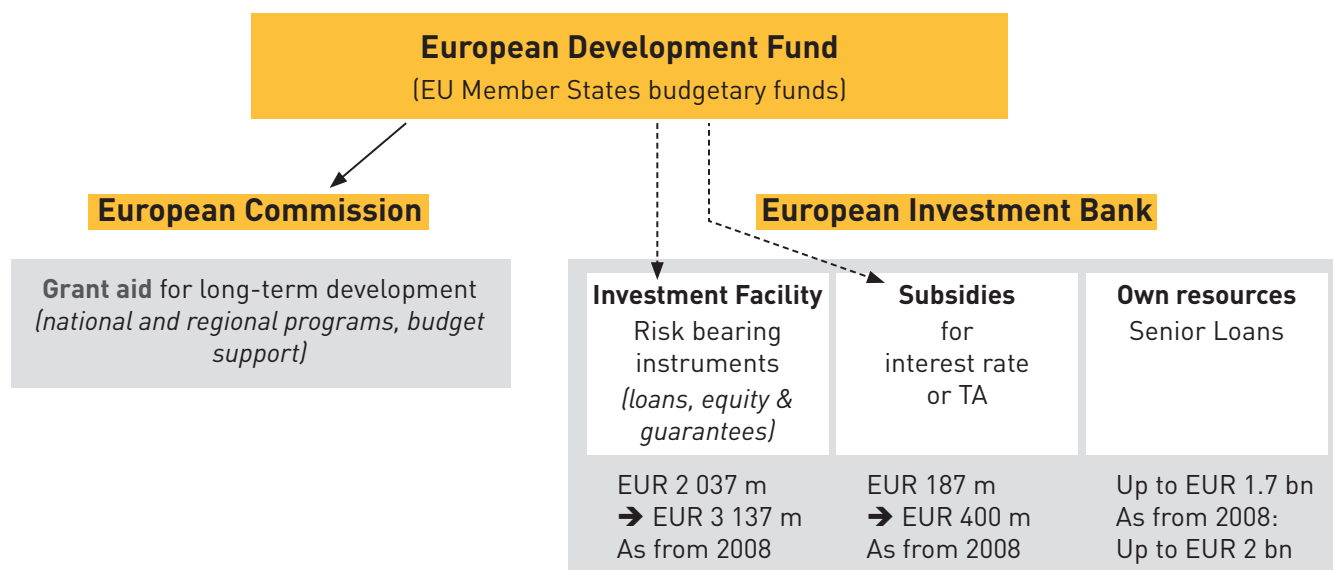 European Development Fund
(EU Member States budgetary funds)
European Commission
European Investment Bank
Grant aid for long-term development
(national and regional programs, budget
support)
Investment Facility
Risk bearing
instruments
(loans, equity &
guarantees)
EUR 2 037 m
➔ EUR 3 137 m
As from 2008
Subsidies
for
interest rate
or TA
EUR 187 m
➔ EUR 400 m
As from 2008
Own resources
Senior Loans
Up to EUR 1.7 bn
As from 2008:
Up to EUR 2 bn